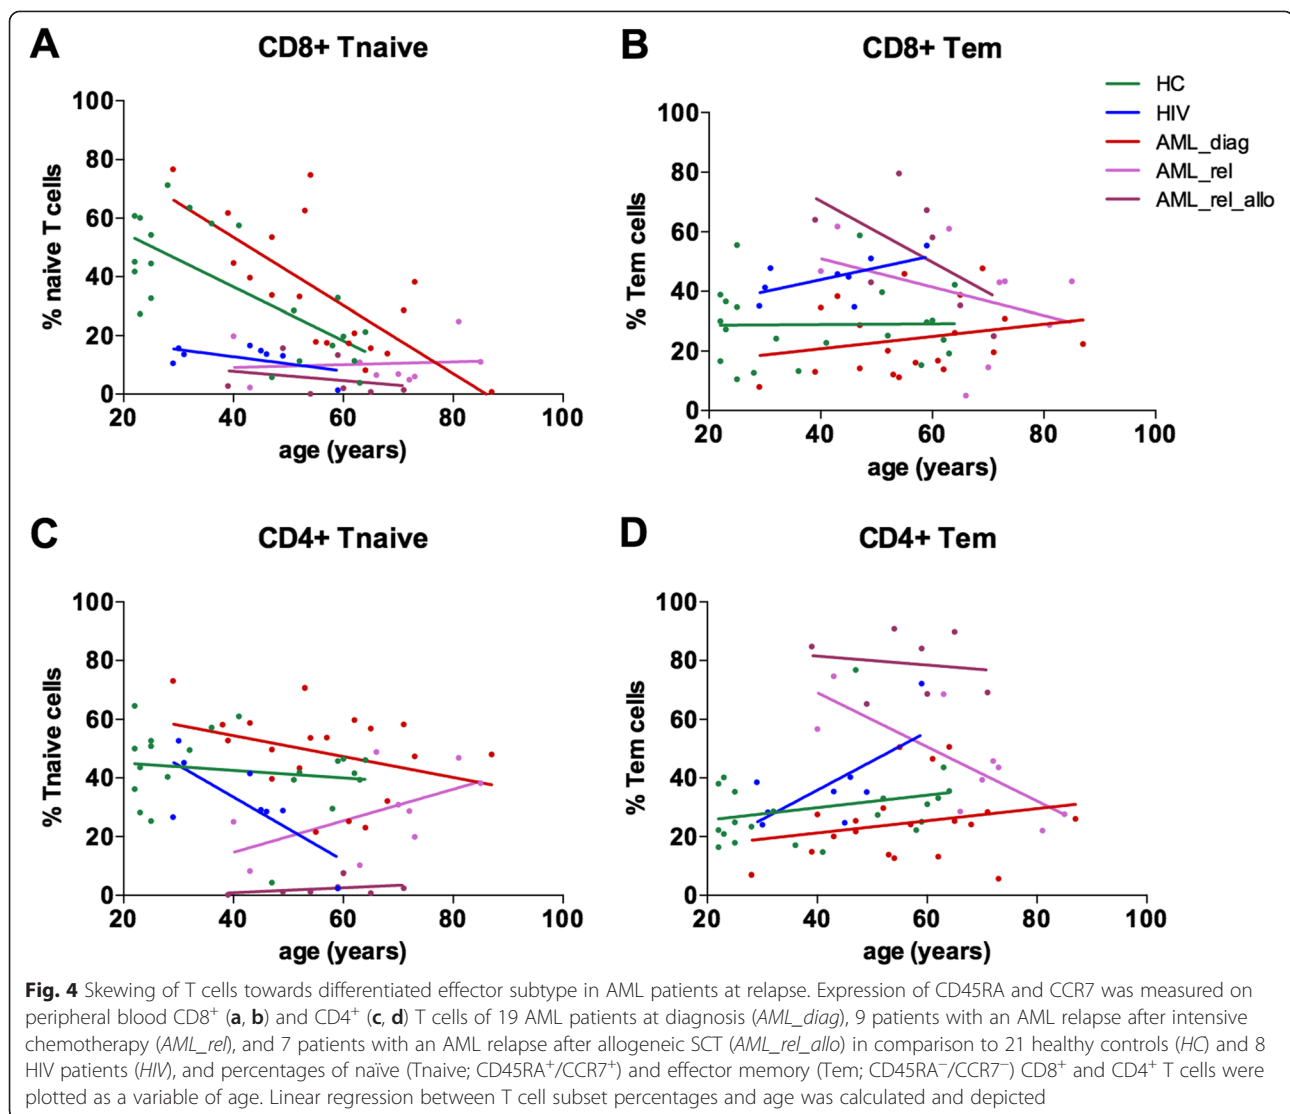 A
CD8+ Tnaive
% naive T cells
100
80
60
40
20
0
20 40 60 80 100
age (years)
B
CD8+ Tem
% Tem cells
100
80
60
40
20
0
20 40 60 80 100
age (years)
HC
HIV
AML_diag
AML_rel
AML_rel_allo
C
CD4+ Tnaive
% Tnaive cells
100
80
60
40
20
0
20 40 60 80 100
age (years)
D
CD4+ Tem
% Tem cells
100
80
60
40
20
0
20 40 60 80 100
age (years)
Fig. 4 Skewing of T cells towards differentiated effector subtype in AML patients at relapse. Expression of CD45RA and CCR7 was measured on
peripheral blood CD8⁺ (a, b) and CD4⁺ (c, d) T cells of 19 AML patients at diagnosis (AML_diag), 9 patients with an AML relapse after intensive
chemotherapy (AML_rel), and 7 patients with an AML relapse after allogeneic SCT (AML_rel_allo) in comparison to 21 healthy controls (HC) and 8
HIV patients (HIV), and percentages of naïve (Tnaive; CD45RA⁺/CCR7⁺) and effector memory (Tem; CD45RA⁻/CCR7⁻) CD8⁺ and CD4⁺ T cells were
plotted as a variable of age. Linear regression between T cell subset percentages and age was calculated and depicted